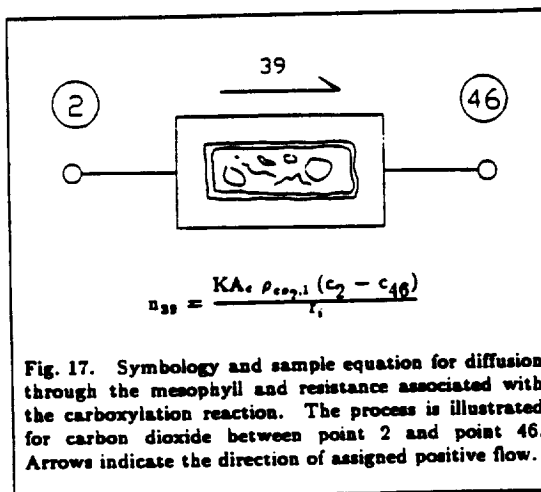 39
2
46
n₃₉ = KAₑ ρ_co₂,1 (c₂ − c₄₆) / r_i
Fig. 17. Symbology and sample equation for diffusion
through the mesophyll and resistance associated with
the carboxylation reaction. The process is illustrated
for carbon dioxide between point 2 and point 46.
Arrows indicate the direction of assigned positive flow.